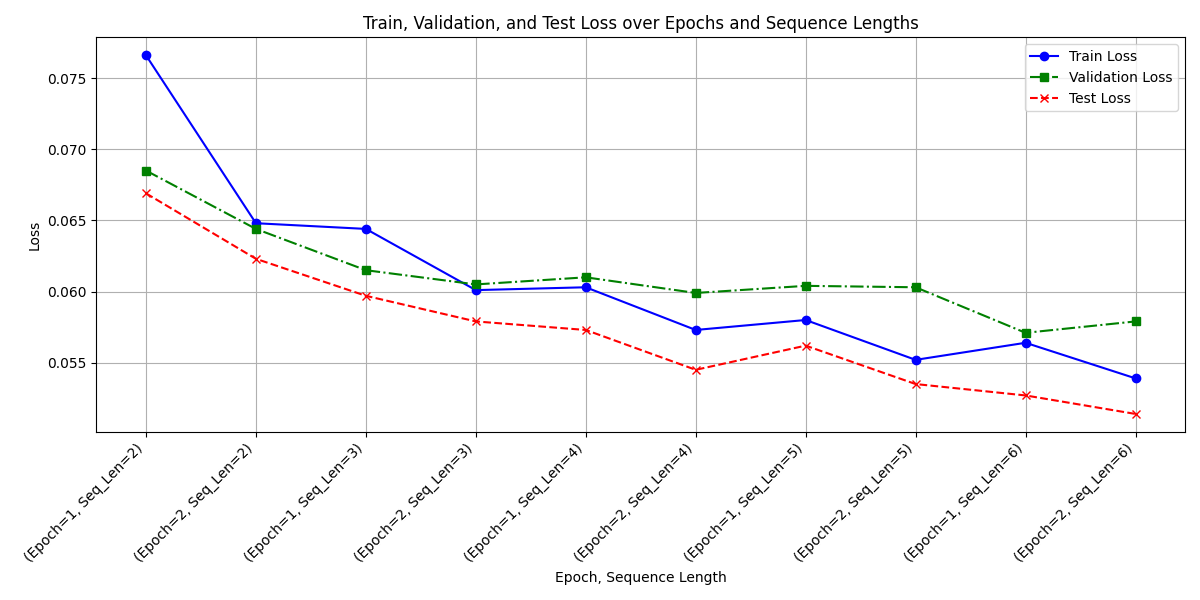 Train, Validation, and Test Loss over Epochs and Sequence Lengths
Train Loss
Validation Loss
Test Loss
Loss
0.075
0.070
0.065
0.060
0.055
(Epoch=1, Seq_Len=2)
(Epoch=2, Seq_Len=2)
(Epoch=1, Seq_Len=3)
(Epoch=2, Seq_Len=3)
(Epoch=1, Seq_Len=4)
(Epoch=2, Seq_Len=4)
(Epoch=1, Seq_Len=5)
(Epoch=2, Seq_Len=5)
(Epoch=1, Seq_Len=6)
(Epoch=2, Seq_Len=6)
Epoch, Sequence Length